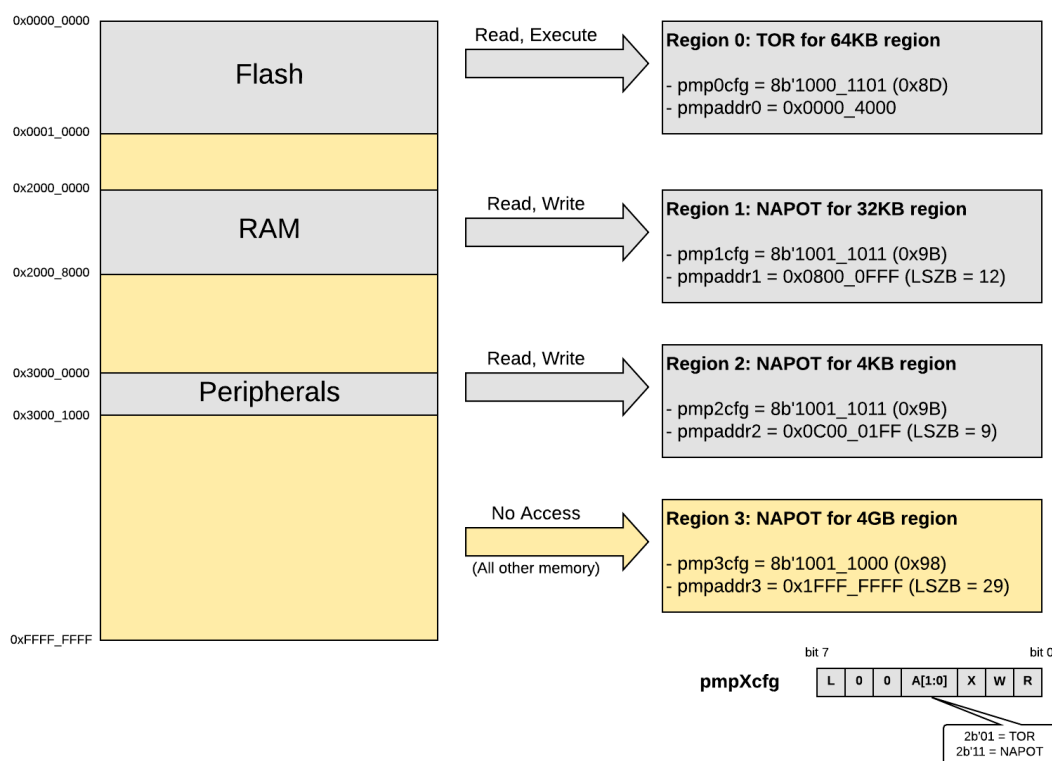 0x0000_0000
Flash
0x0001_0000
0x2000_0000
RAM
0x2000_8000
0x3000_0000
Peripherals
0x3000_1000
0xFFFF_FFFF
Read, Execute
Region 0: TOR for 64KB region
- pmp0cfg = 8b'1000_1101 (0x8D)
- pmpaddr0 = 0x0000_4000
Read, Write
Region 1: NAPOT for 32KB region
- pmp1cfg = 8b'1001_1011 (0x9B)
- pmpaddr1 = 0x0800_0FFF (LSZB = 12)
Read, Write
Region 2: NAPOT for 4KB region
- pmp2cfg = 8b'1001_1011 (0x9B)
- pmpaddr2 = 0x0C00_01FF (LSZB = 9)
No Access
(All other memory)
Region 3: NAPOT for 4GB region
- pmp3cfg = 8b'1001_1000 (0x98)
- pmpaddr3 = 0x1FFF_FFFF (LSZB = 29)
bit 7 bit 0
pmpXcfg L 0 0 A[1:0] X W R
2b'01 = TOR
2b'11 = NAPOT